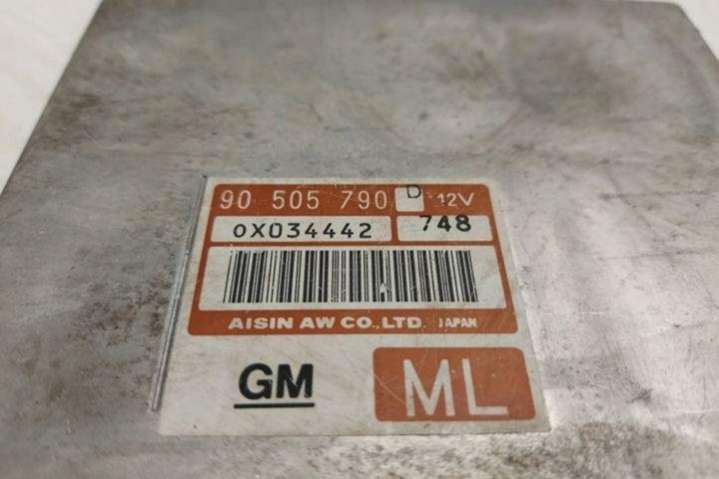 90 505 790 D 12V
0X034442 748
AISIN AW CO.,LTD. JAPAN
GM ML